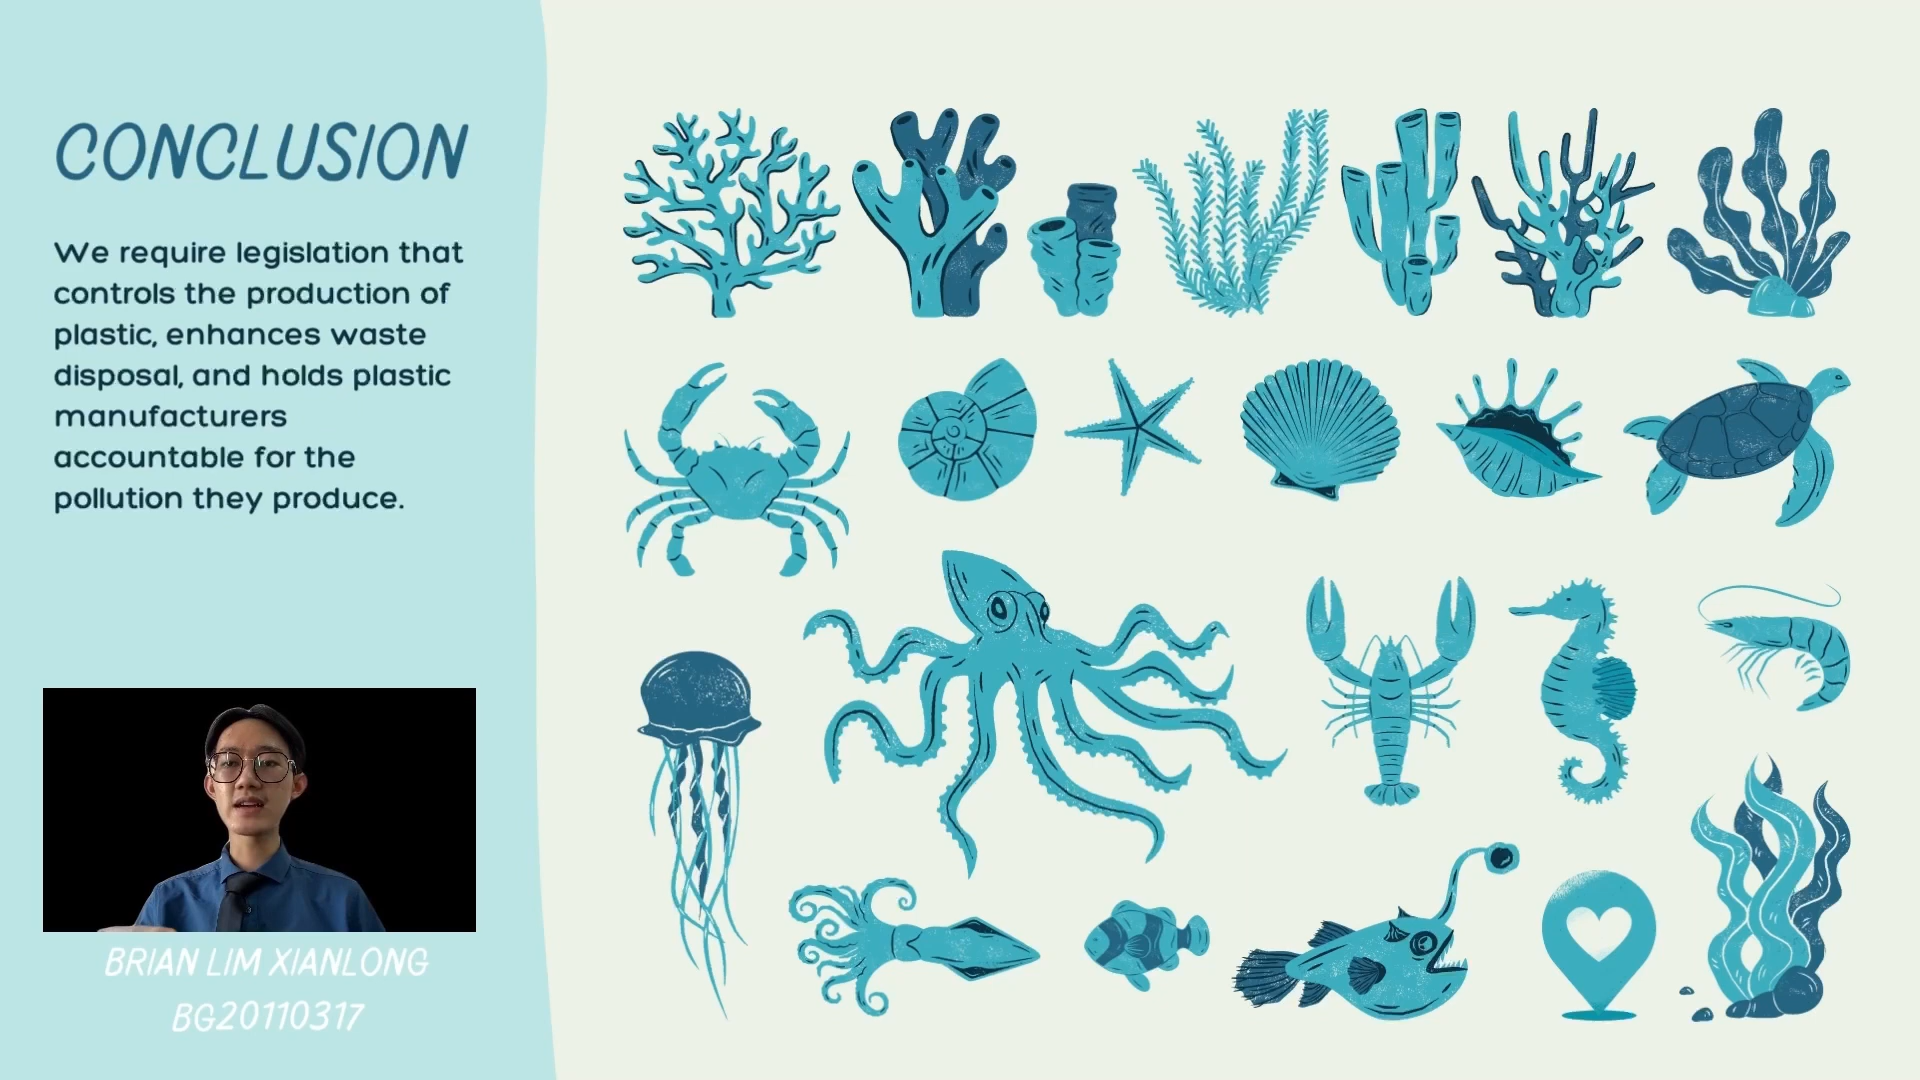 CONCLUSION
We require legislation that
controls the production of
plastic, enhances waste
disposal, and holds plastic
manufacturers
accountable for the
pollution they produce.
BRIAN LIM XIANLONG
BG20110317